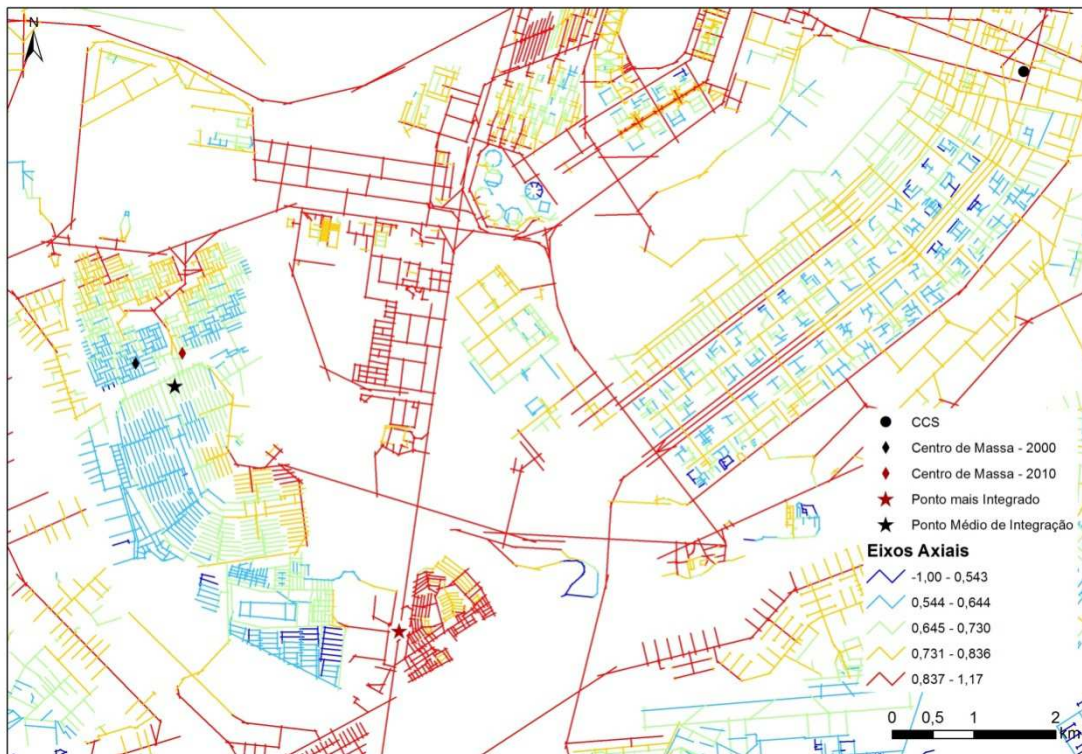 N
CCS
Centro de Massa - 2000
Centro de Massa - 2010
Ponto mais Integrado
Ponto Médio de Integração
Eixos Axiais
-1,00 - 0,543
0,544 - 0,644
0,645 - 0,730
0,731 - 0,836
0,837 - 1,17
0 0,5 1 2
km